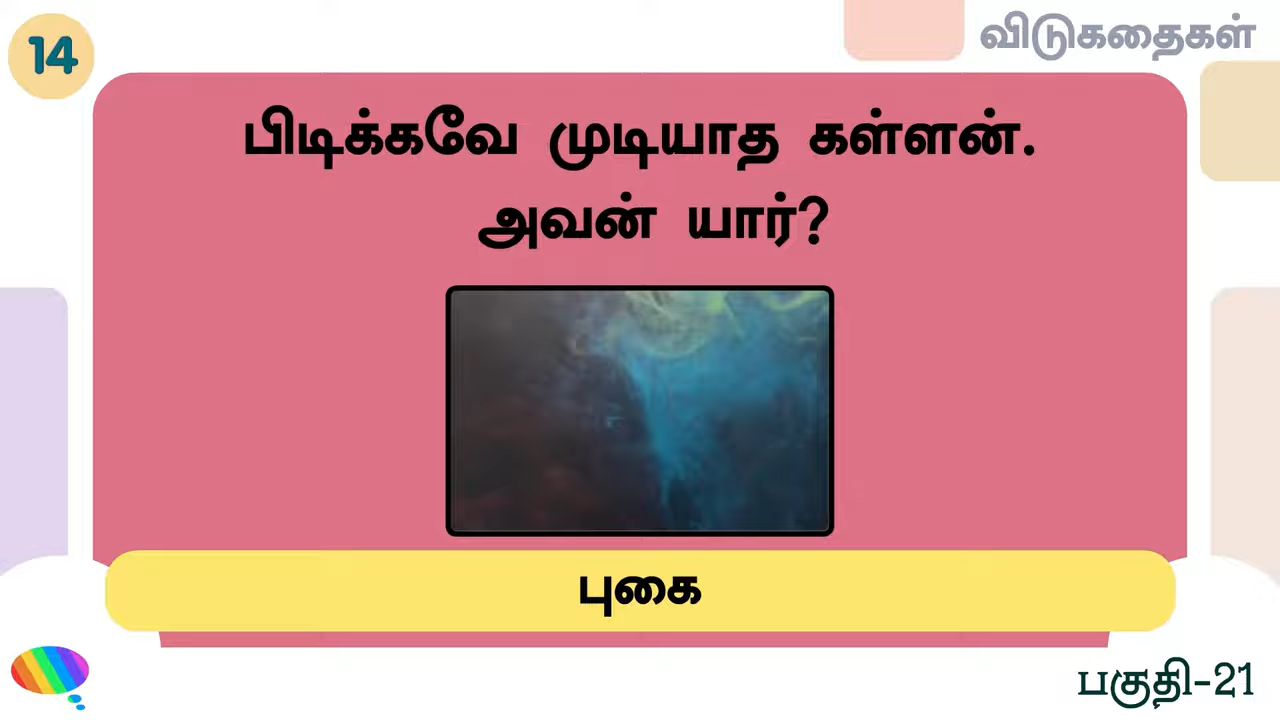 14
விடுகதைகள்
பிடிக்கவே முடியாத கள்ளன்.
அவன் யார்?
புகை
பகுதி-21